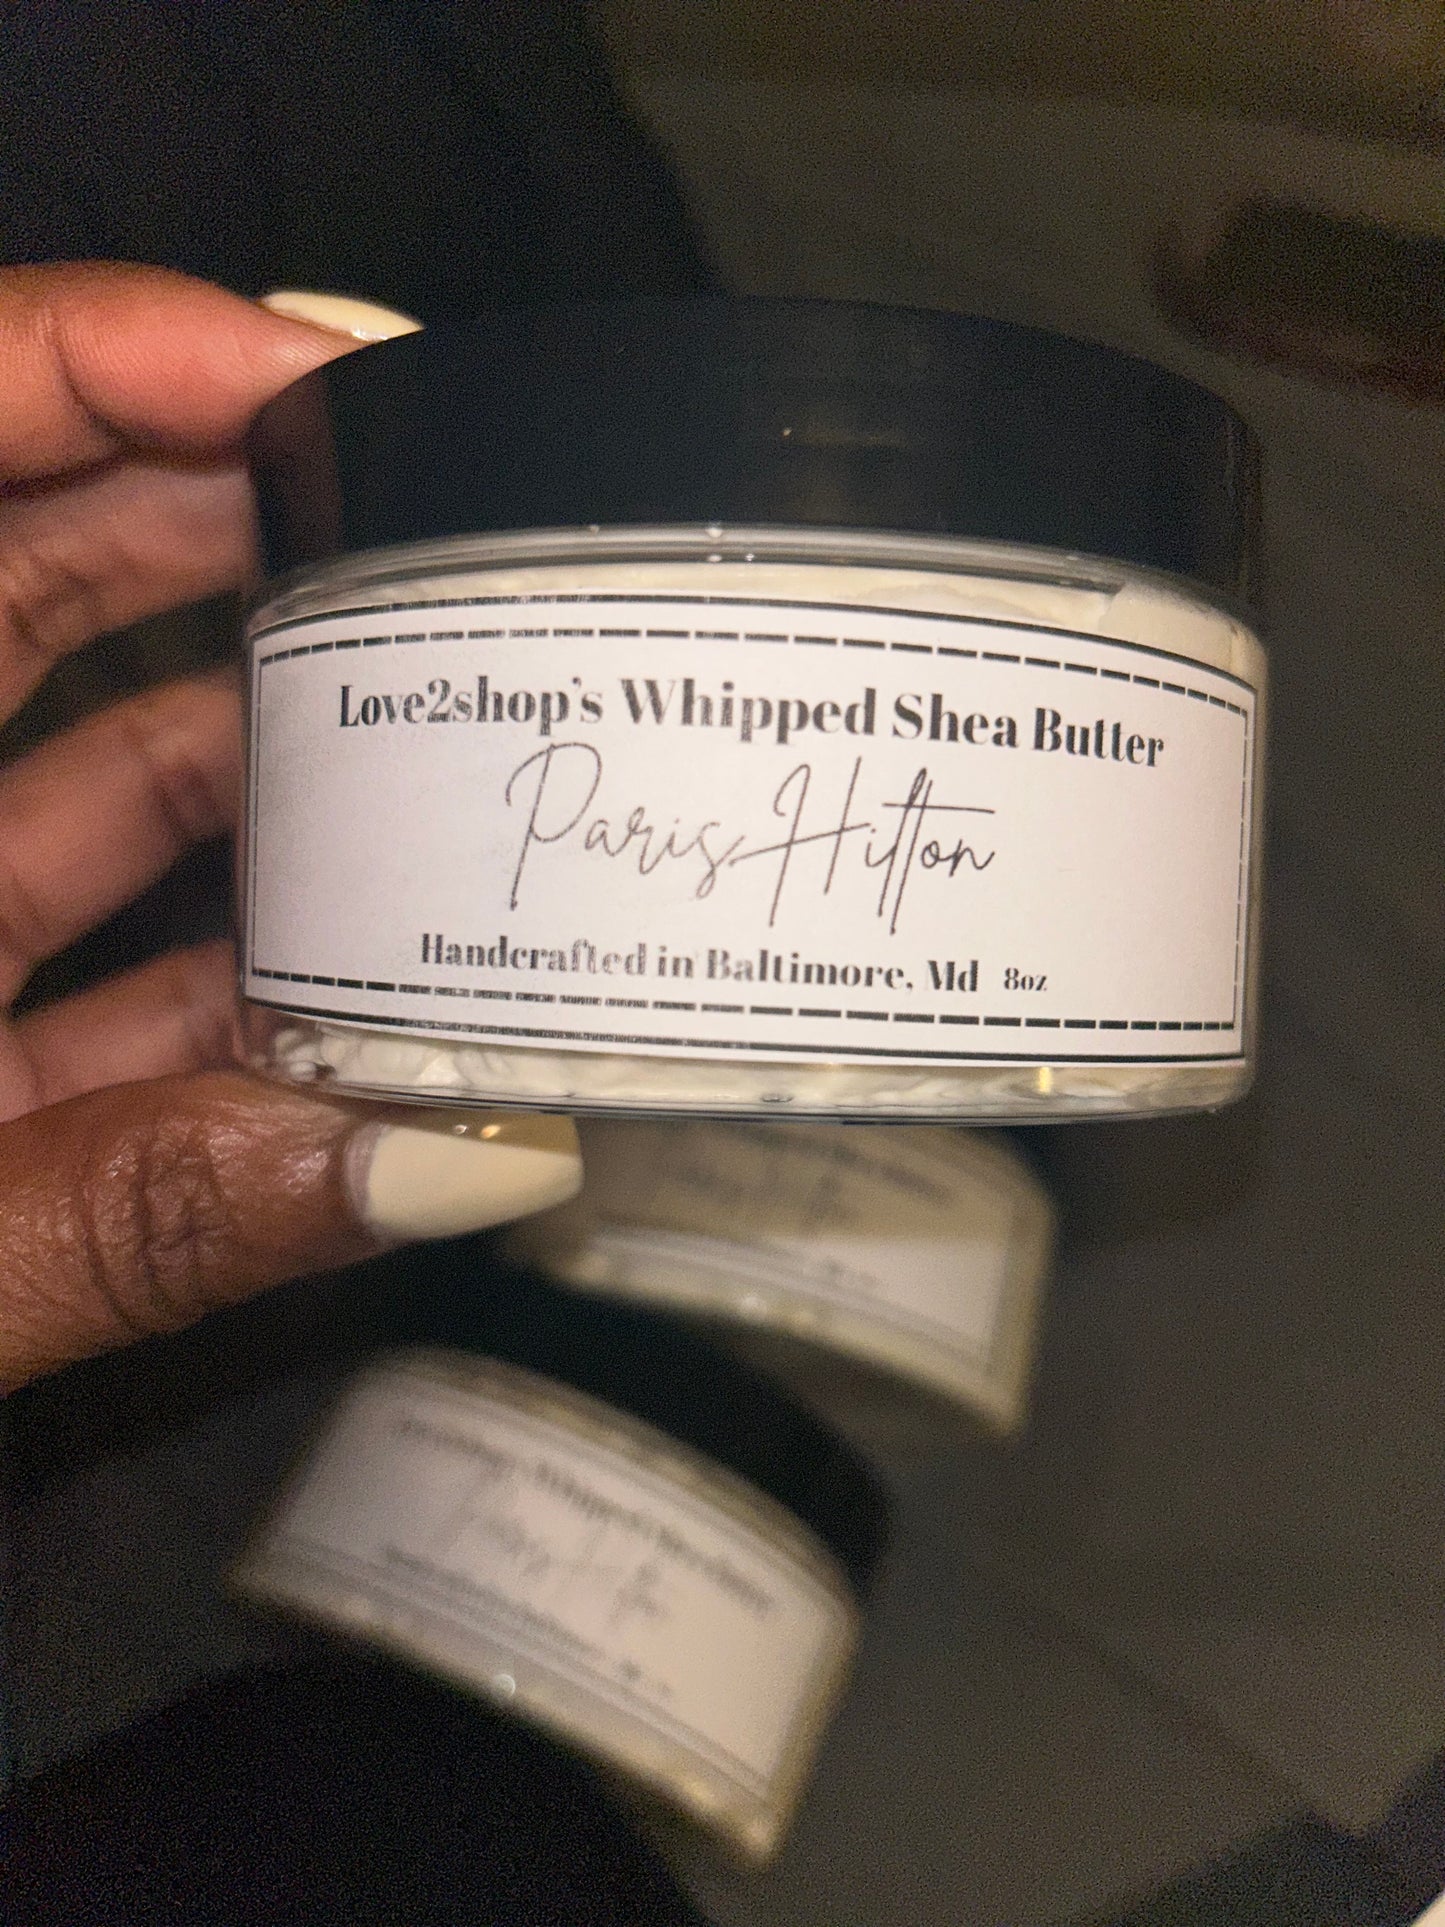 Love2shop's Whipped Shea Butter
Paris Hilton
Handcrafted in Baltimore, Md 8oz